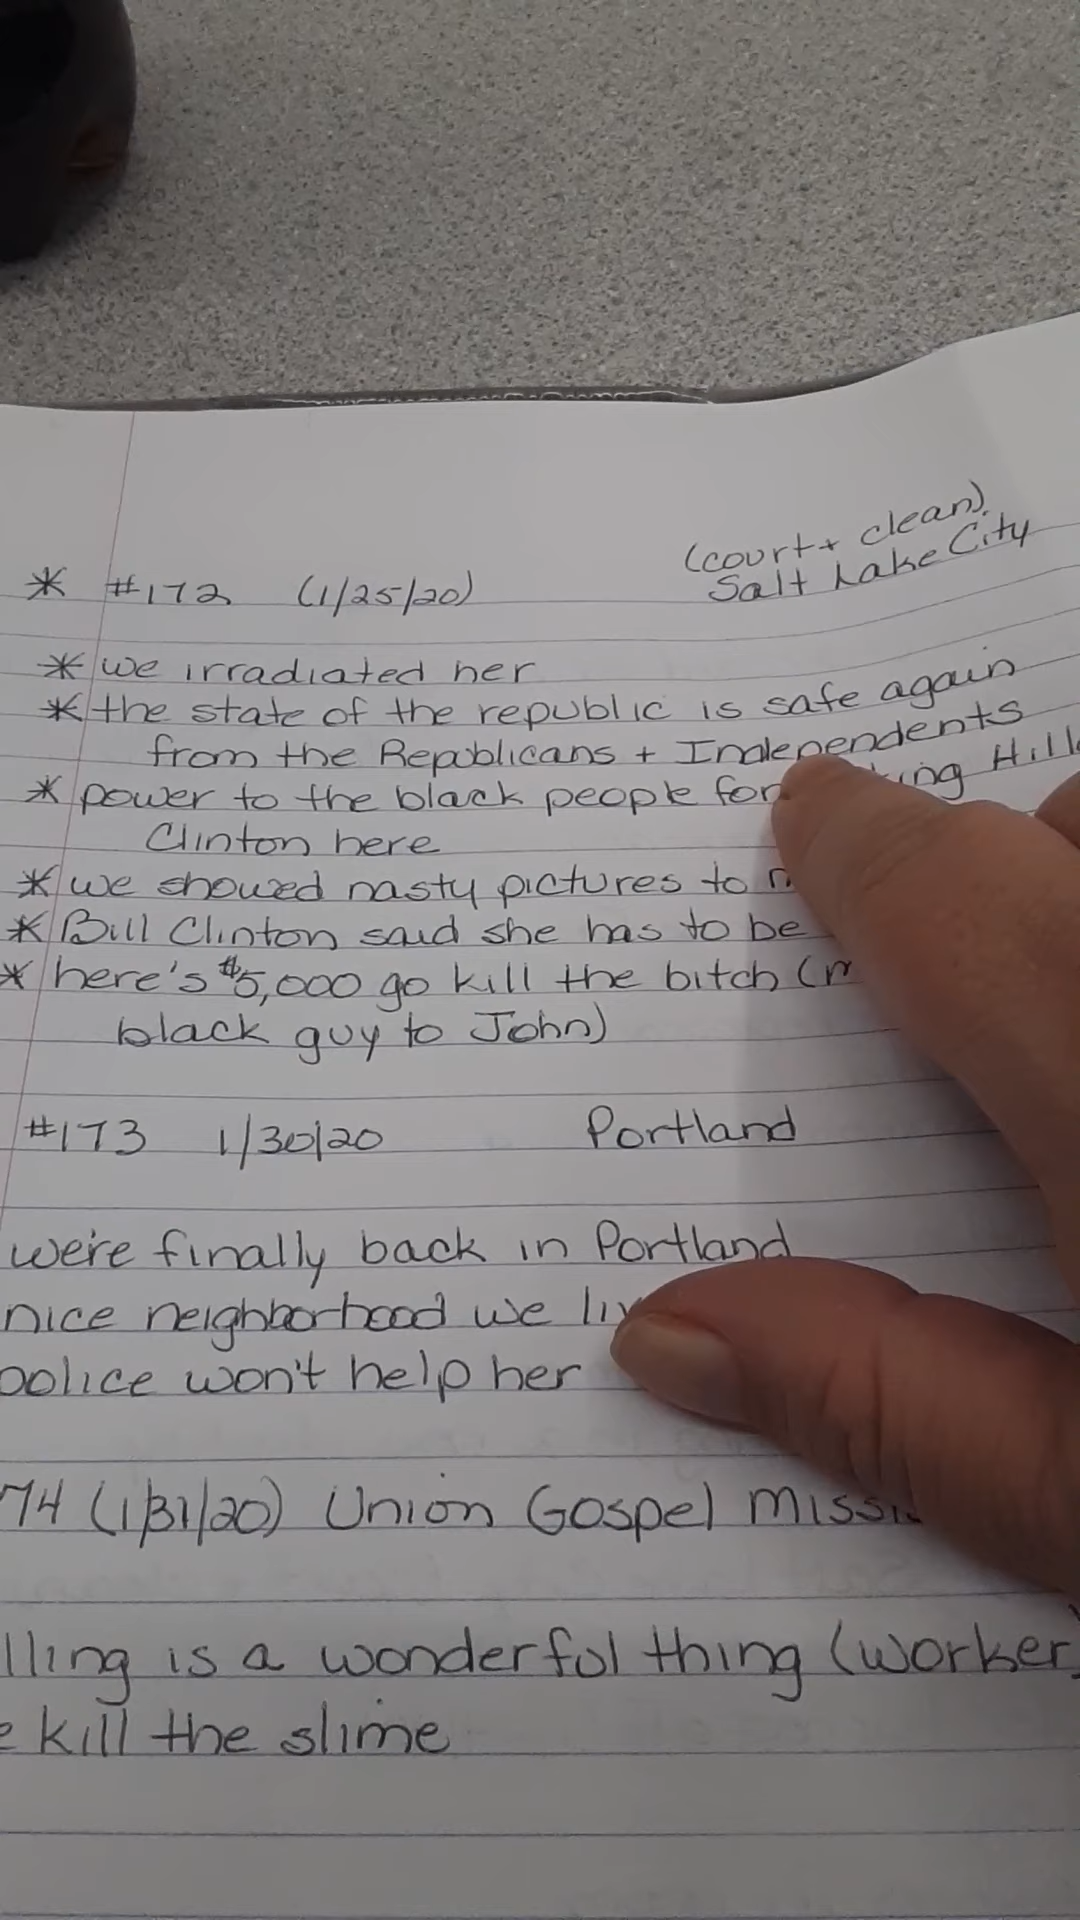 (court + clean)
* #172 (1/25/20) Salt Lake City
* we irradiated her
* the state of the republic is safe again
from the Republicans + Independents
* power to the black people for
Clinton here
* we showed nasty pictures to
* Bill Clinton said she has to be
* here's $5,000 go kill the bitch (
black guy to John)
#173 1/30/20 Portland
we're finally back in Portland
nice neighborhood we
police won't help her
74 (1/31/20) Union Gospel
is a wonderful thing (worker)
kill the slime